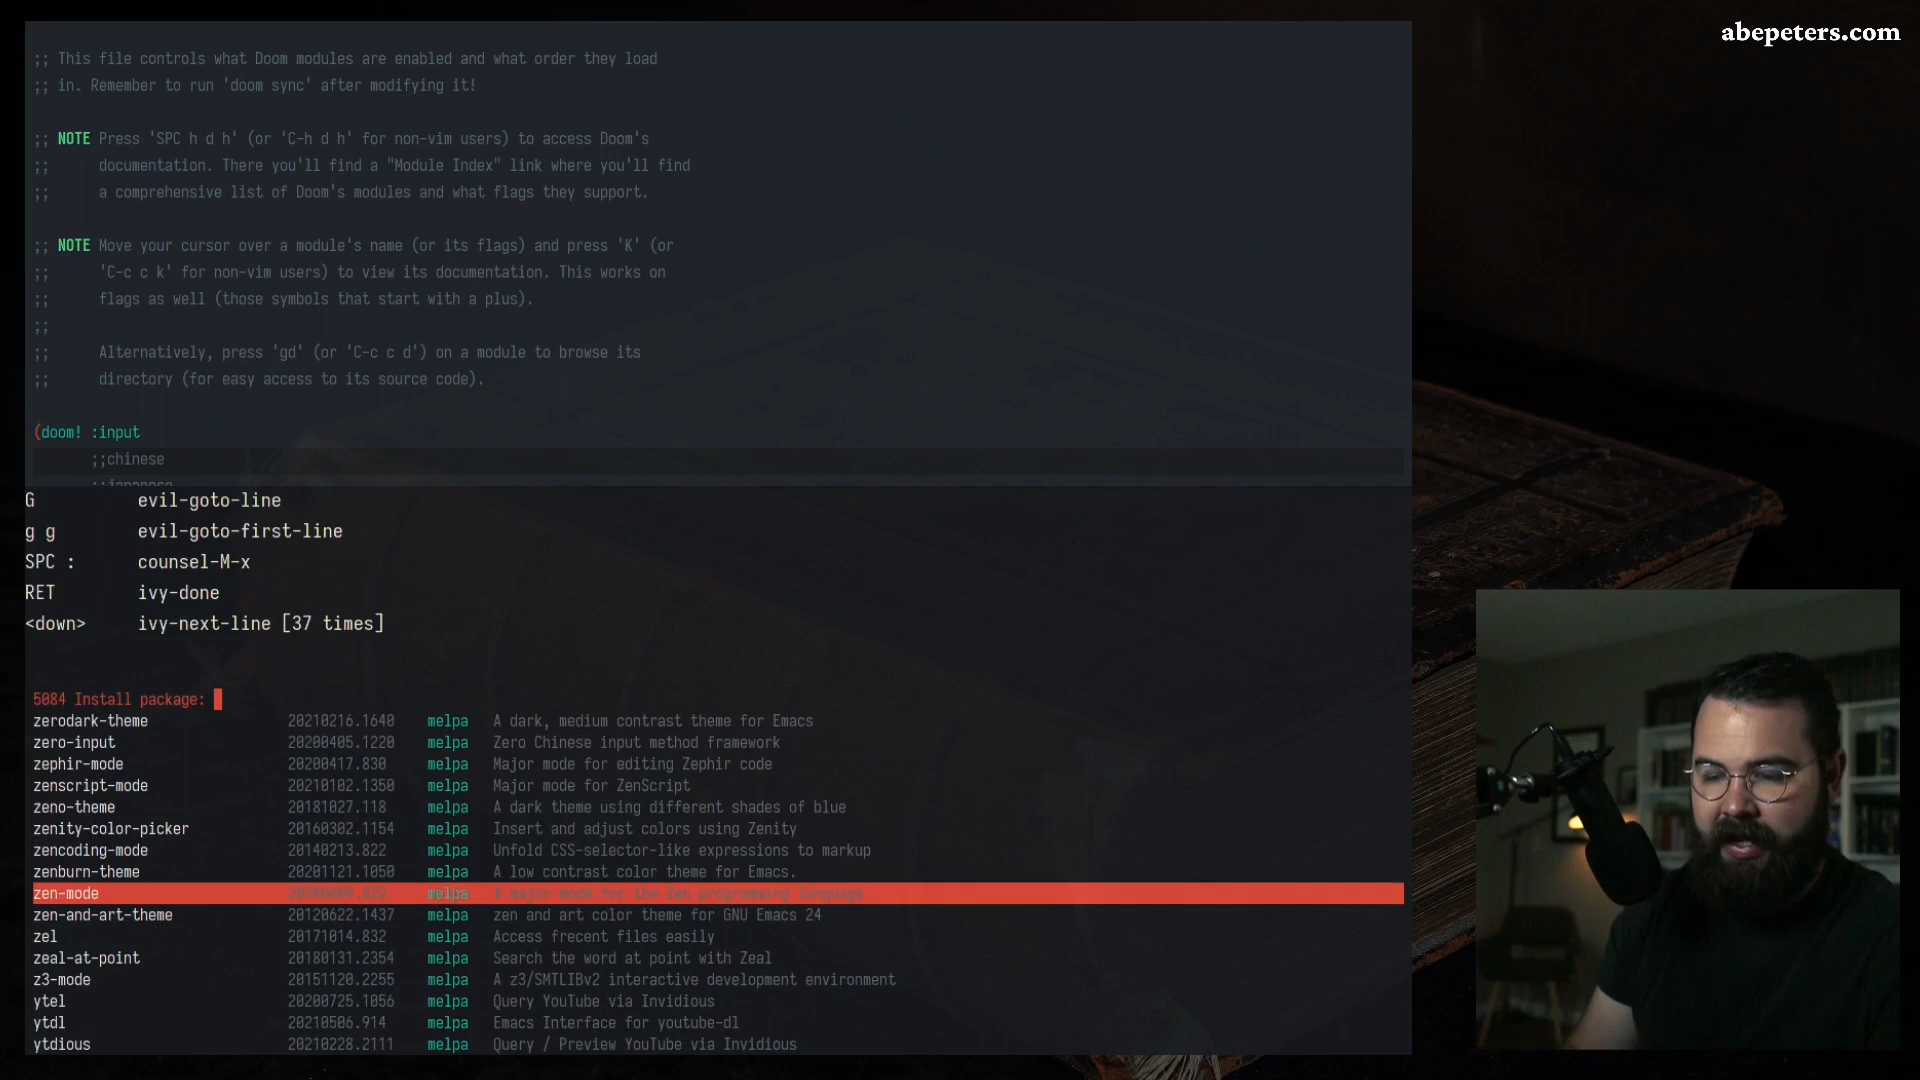 abepeters.com
;; This file controls what Doom modules are enabled and what order they load
;; in. Remember to run 'doom sync' after modifying it!
;; NOTE Press 'SPC h d h' (or 'C-h d h' for non-vim users) to access Doom's
;; documentation. There you'll find a "Module Index" link where you'll find
;; a comprehensive list of Doom's modules and what flags they support.
;; NOTE Move your cursor over a module's name (or its flags) and press 'K' (or
;; 'C-c c k' for non-vim users) to view its documentation. This works on
;; flags as well (those symbols that start with a plus).
;;
;; Alternatively, press 'gd' (or 'C-c c d') on a module to browse its
;; directory (for easy access to its source code).
(doom! :input
;;chinese
;;japanese
G evil-goto-line
g g evil-goto-first-line
SPC : counsel-M-x
RET ivy-done
<down> ivy-next-line [37 times]
5084 Install package:
zerodark-theme 20210216.1640 melpa A dark, medium contrast theme for Emacs
zero-input 20200405.1220 melpa Zero Chinese input method framework
zephir-mode 20200417.830 melpa Major mode for editing Zephir code
zenscript-mode 20210102.1350 melpa Major mode for ZenScript
zeno-theme 20181027.118 melpa A dark theme using different shades of blue
zenity-color-picker 20160302.1154 melpa Insert and adjust colors using Zenity
zencoding-mode 20140213.822 melpa Unfold CSS-selector-like expressions to markup
zenburn-theme 20201121.1050 melpa A low contrast color theme for Emacs.
zen-mode 20200609.822 melpa A major mode for the Zen programming language
zen-and-art-theme 20120622.1437 melpa zen and art color theme for GNU Emacs 24
zel 20171014.832 melpa Access frecent files easily
zeal-at-point 20180131.2354 melpa Search the word at point with Zeal
z3-mode 20151120.2255 melpa A z3/SMTLIBv2 interactive development environment
ytel 20200725.1056 melpa Query YouTube via Invidious
ytdl 20210506.914 melpa Emacs Interface for youtube-dl
ytdious 20210228.2111 melpa Query / Preview YouTube via Invidious